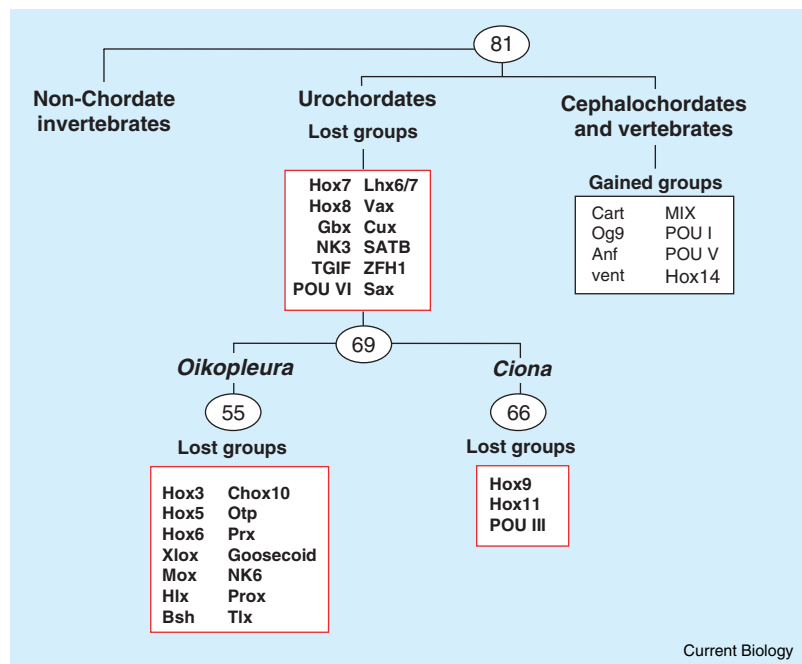 81
Non-Chordate
invertebrates
Urochordates
Lost groups
Cephalochordates
and vertebrates
Gained groups
Hox7 Lhx6/7
Hox8 Vax
Gbx Cux
NK3 SATB
TGIF ZFH1
POU VI Sax
Cart MIX
Og9 POU I
Anf POU V
vent Hox14
69
Oikopleura
55
Lost groups
Hox3 Chox10
Hox5 Otp
Hox6 Prx
Xlox Goosecoid
Mox NK6
Hlx Prox
Bsh Tlx
Ciona
66
Lost groups
Hox9
Hox11
POU III
Current Biology